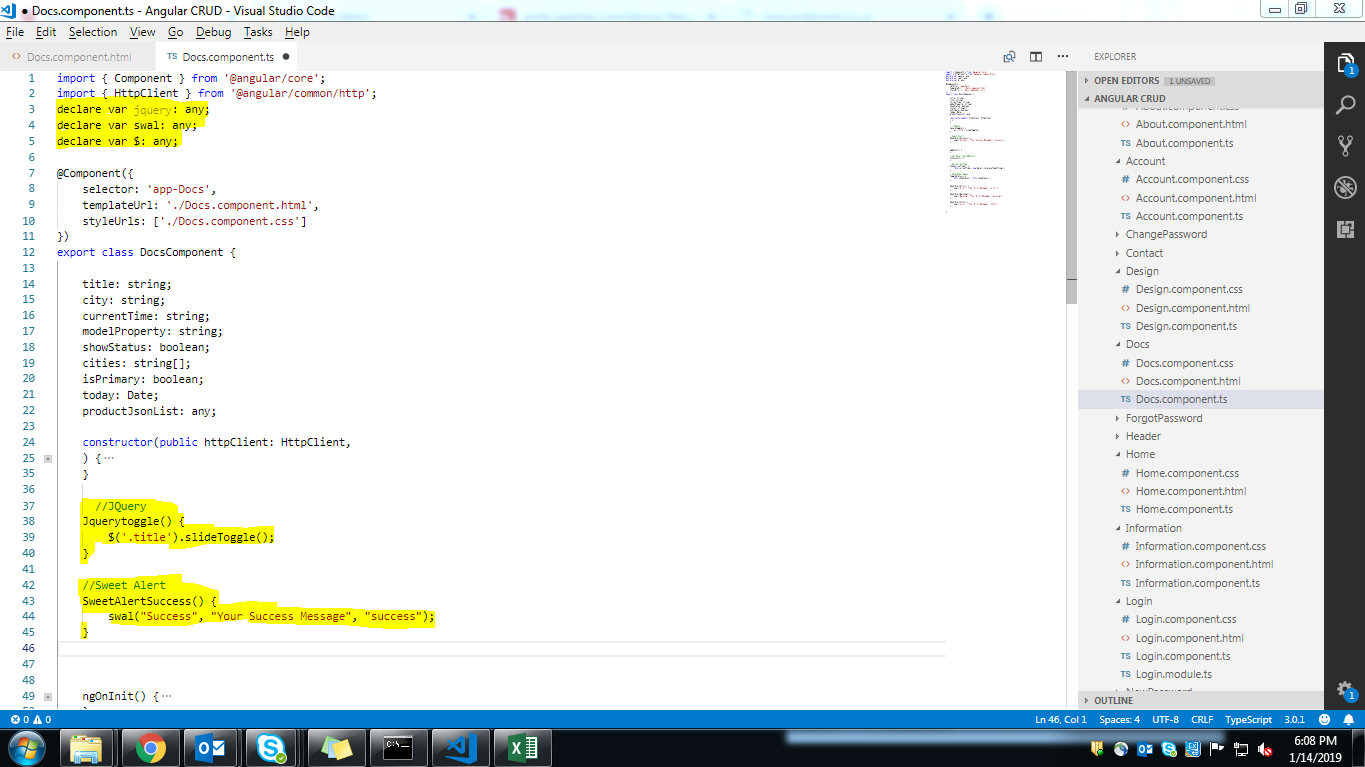 ● Docs.component.ts - Angular CRUD - Visual Studio Code
File Edit Selection View Go Debug Tasks Help
<> Docs.component.html TS Docs.component.ts ●
EXPLORER
1 import { Component } from '@angular/core';
2 import { HttpClient } from '@angular/common/http';
3 declare var jquery: any;
4 declare var swal: any;
5 declare var $: any;
6
7 @Component({
8 selector: 'app-Docs',
9 templateUrl: './Docs.component.html',
10 styleUrls: ['./Docs.component.css']
11 })
12 export class DocsComponent {
13
14 title: string;
15 city: string;
16 currentTime: string;
17 modelProperty: string;
18 showStatus: boolean;
19 cities: string[];
20 isPrimary: boolean;
21 today: Date;
22 productJsonList: any;
23
24 constructor(public httpClient: HttpClient,
25 ) {⋯
35 }
36
37 //JQuery
38 Jquerytoggle() {
39 $('.title').slideToggle();
40 }
41
42 //Sweet Alert
43 SweetAlertSuccess() {
44 swal("Success", "Your Success Message", "success");
45 }
46
47
48
49 ngOnInit() {⋯
OPEN EDITORS 1 UNSAVED
ANGULAR CRUD
<> About.component.html
TS About.component.ts
Account
# Account.component.css
<> Account.component.html
TS Account.component.ts
ChangePassword
Contact
Design
# Design.component.css
<> Design.component.html
TS Design.component.ts
Docs
# Docs.component.css
<> Docs.component.html
TS Docs.component.ts
ForgotPassword
Header
Home
# Home.component.css
<> Home.component.html
TS Home.component.ts
Information
# Information.component.css
<> Information.component.html
TS Information.component.ts
Login
# Login.component.css
<> Login.component.html
TS Login.component.ts
TS Login.module.ts
OUTLINE
1
1
0 0 Ln 46, Col 1 Spaces: 4 UTF-8 CRLF TypeScript 3.0.1
6:08 PM
1/14/2019